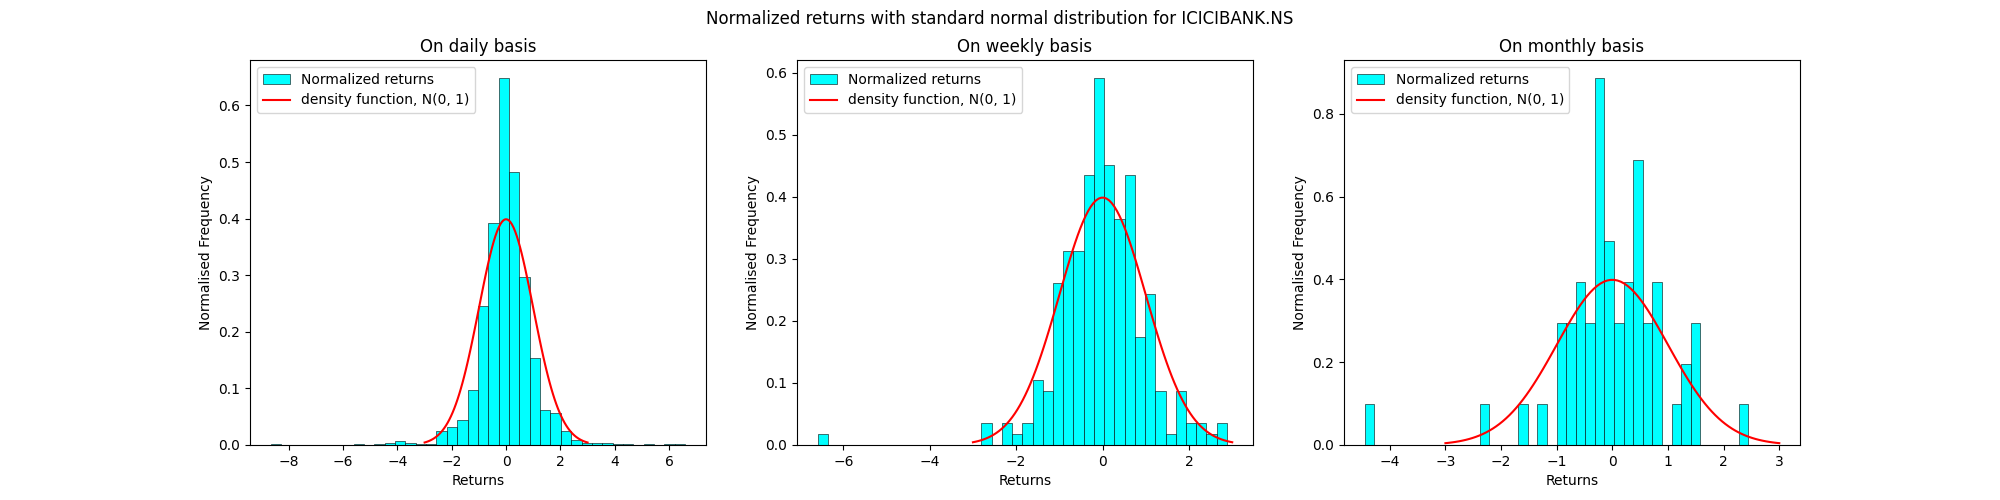 Normalized returns with standard normal distribution for ICICIBANK.NS
On daily basis
Normalized returns
density function, N(0, 1)
Normalised Frequency
0.6
0.5
0.4
0.3
0.2
0.1
0.0
−8 −6 −4 −2 0 2 4 6
Returns
On weekly basis
Normalized returns
density function, N(0, 1)
Normalised Frequency
0.6
0.5
0.4
0.3
0.2
0.1
0.0
−6 −4 −2 0 2
Returns
On monthly basis
Normalized returns
density function, N(0, 1)
Normalised Frequency
0.8
0.6
0.4
0.2
0.0
−4 −3 −2 −1 0 1 2 3
Returns